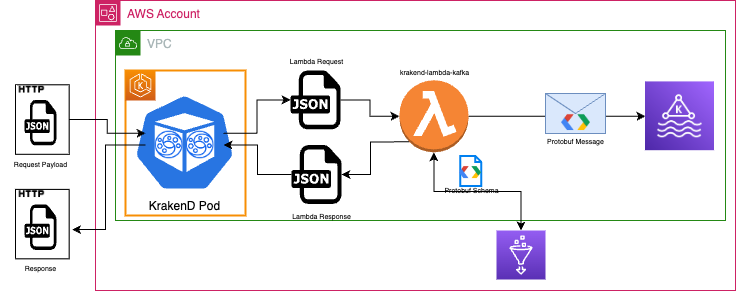 AWS Account
VPC
Lambda Request
krakend-lambda-kafka
HTTP
JSON
JSON
K
K
JSON
Request Payload
Protobuf Message
HTTP
JSON
JSON
Protobuf Schema
KrakenD Pod
Lambda Response
Response